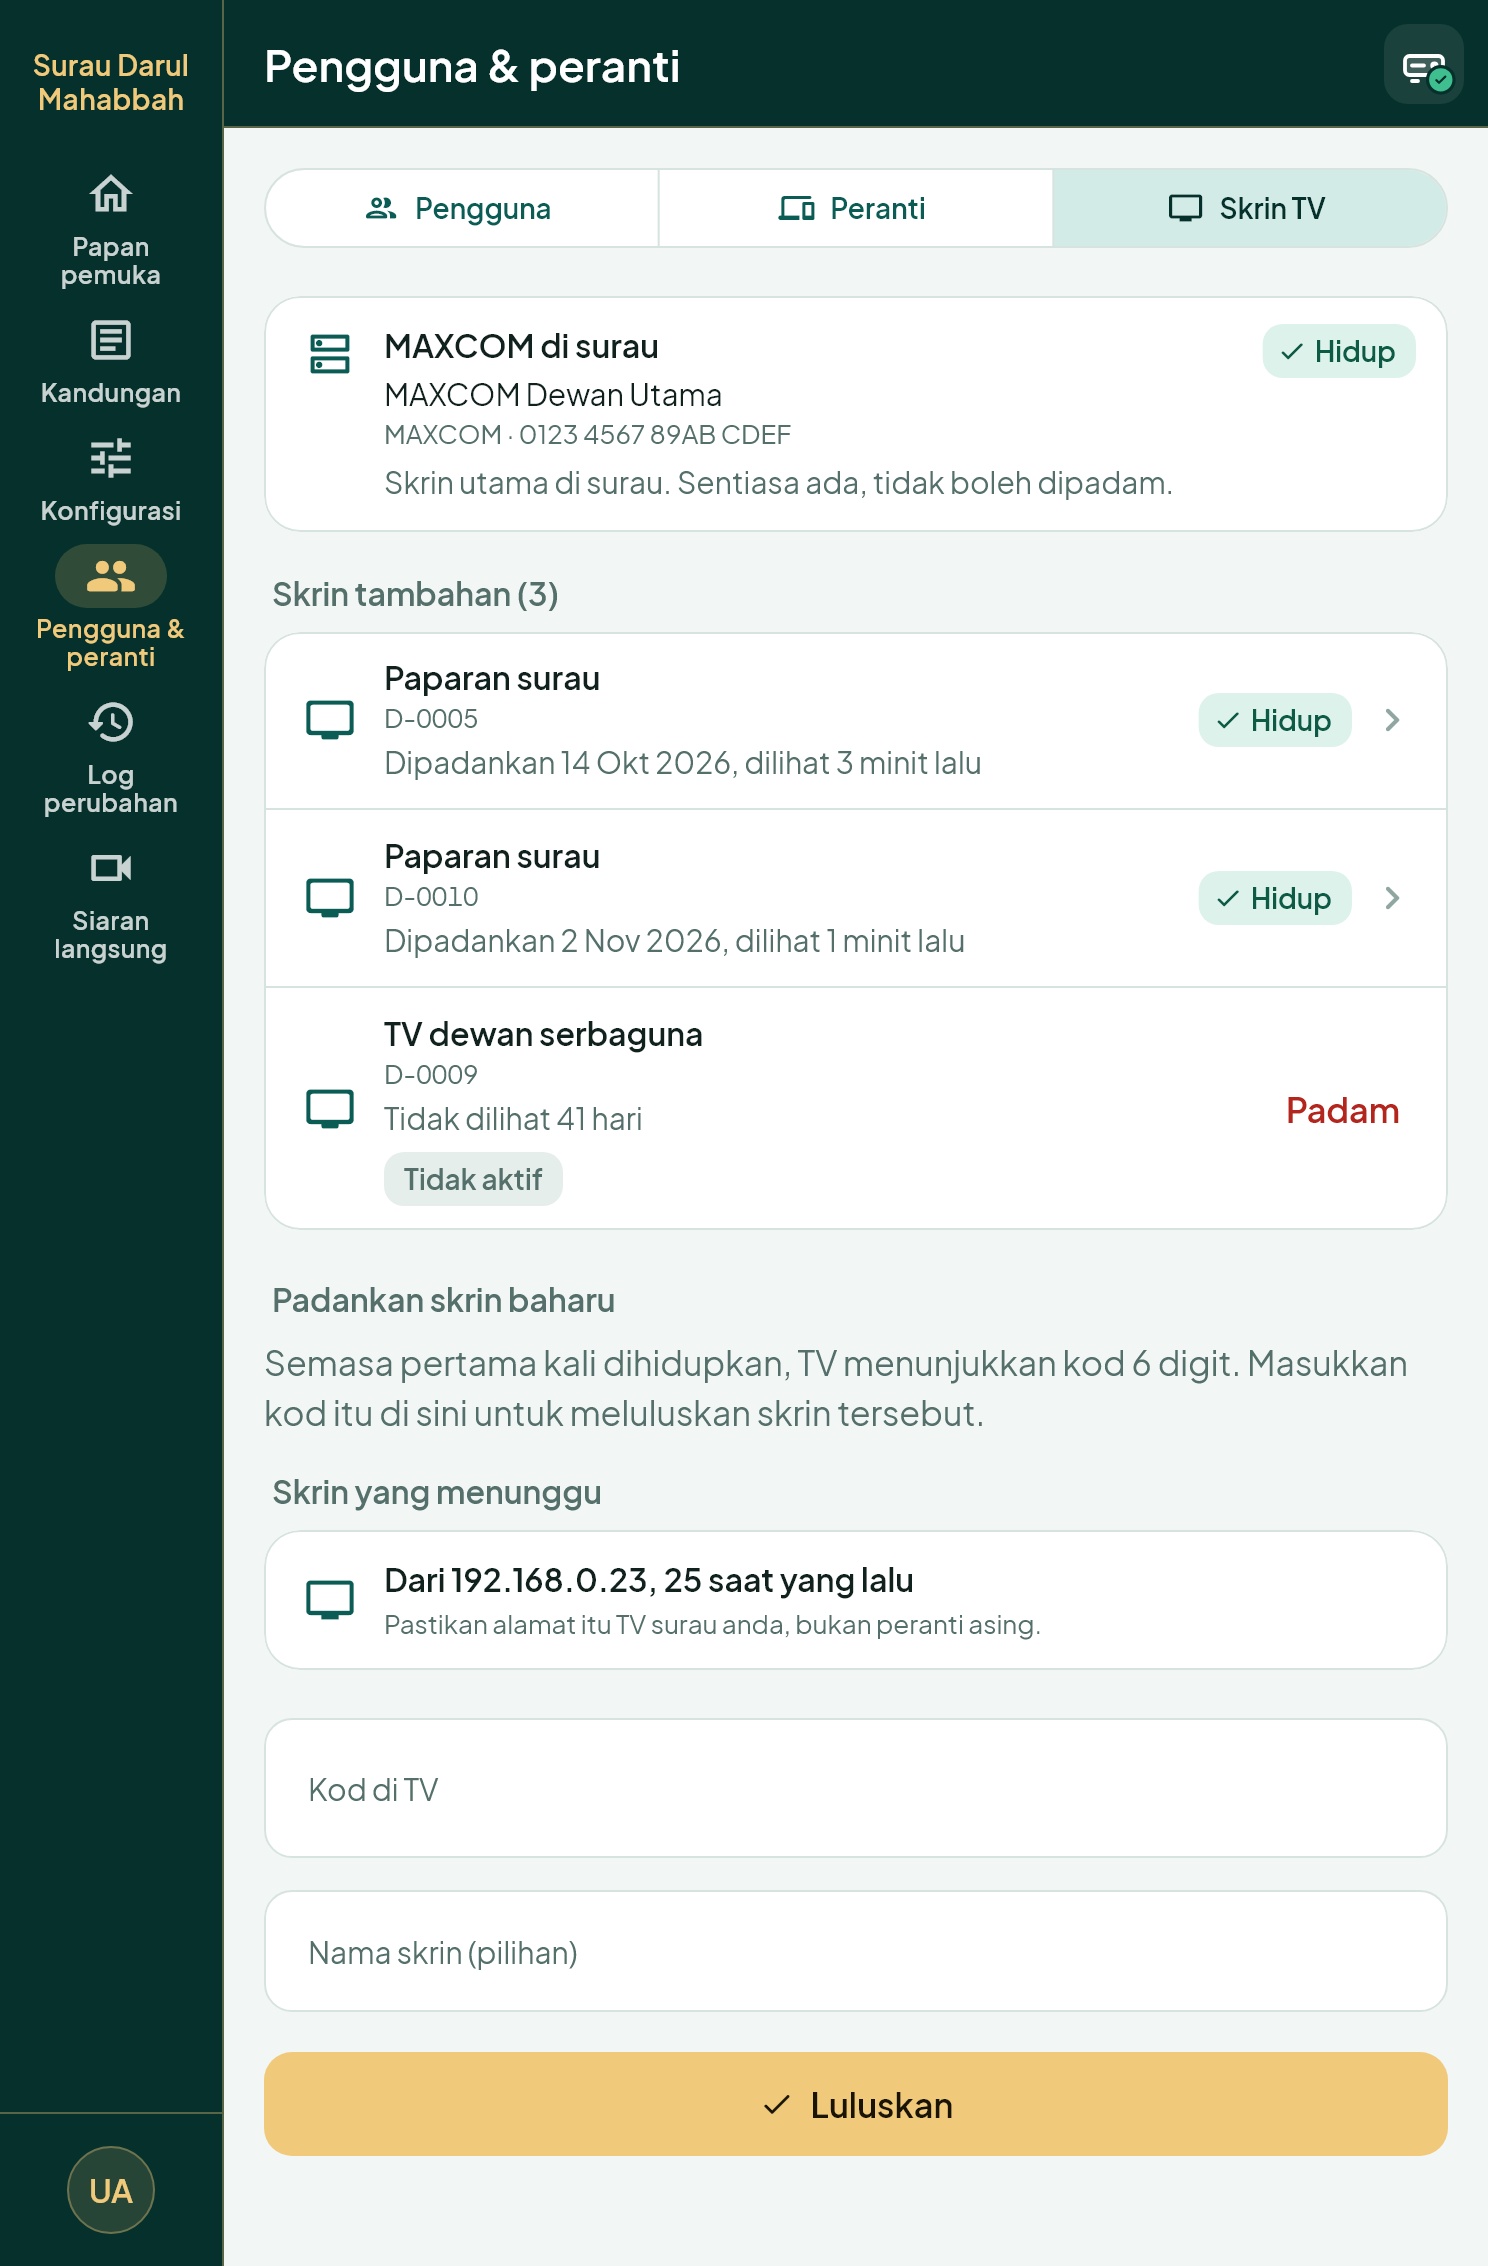 Surau Darul
Mahabbah
Papan
pemuka
Kandungan
Konfigurasi
Pengguna &
peranti
Log
perubahan
Siaran
langsung
UA
Pengguna & peranti
Pengguna
Peranti
Skrin TV
MAXCOM di surau
Hidup
MAXCOM Dewan Utama
MAXCOM · 0123 4567 89AB CDEF
Skrin utama di surau. Sentiasa ada, tidak boleh dipadam.
Skrin tambahan (3)
Paparan surau
D-0005
Dipadankan 14 Okt 2026, dilihat 3 minit lalu
Hidup
Paparan surau
D-0010
Dipadankan 2 Nov 2026, dilihat 1 minit lalu
Hidup
TV dewan serbaguna
D-0009
Tidak dilihat 41 hari
Tidak aktif
Padam
Padankan skrin baharu
Semasa pertama kali dihidupkan, TV menunjukkan kod 6 digit. Masukkan
kod itu di sini untuk meluluskan skrin tersebut.
Skrin yang menunggu
Dari 192.168.0.23, 25 saat yang lalu
Pastikan alamat itu TV surau anda, bukan peranti asing.
Kod di TV
Nama skrin (pilihan)
Luluskan